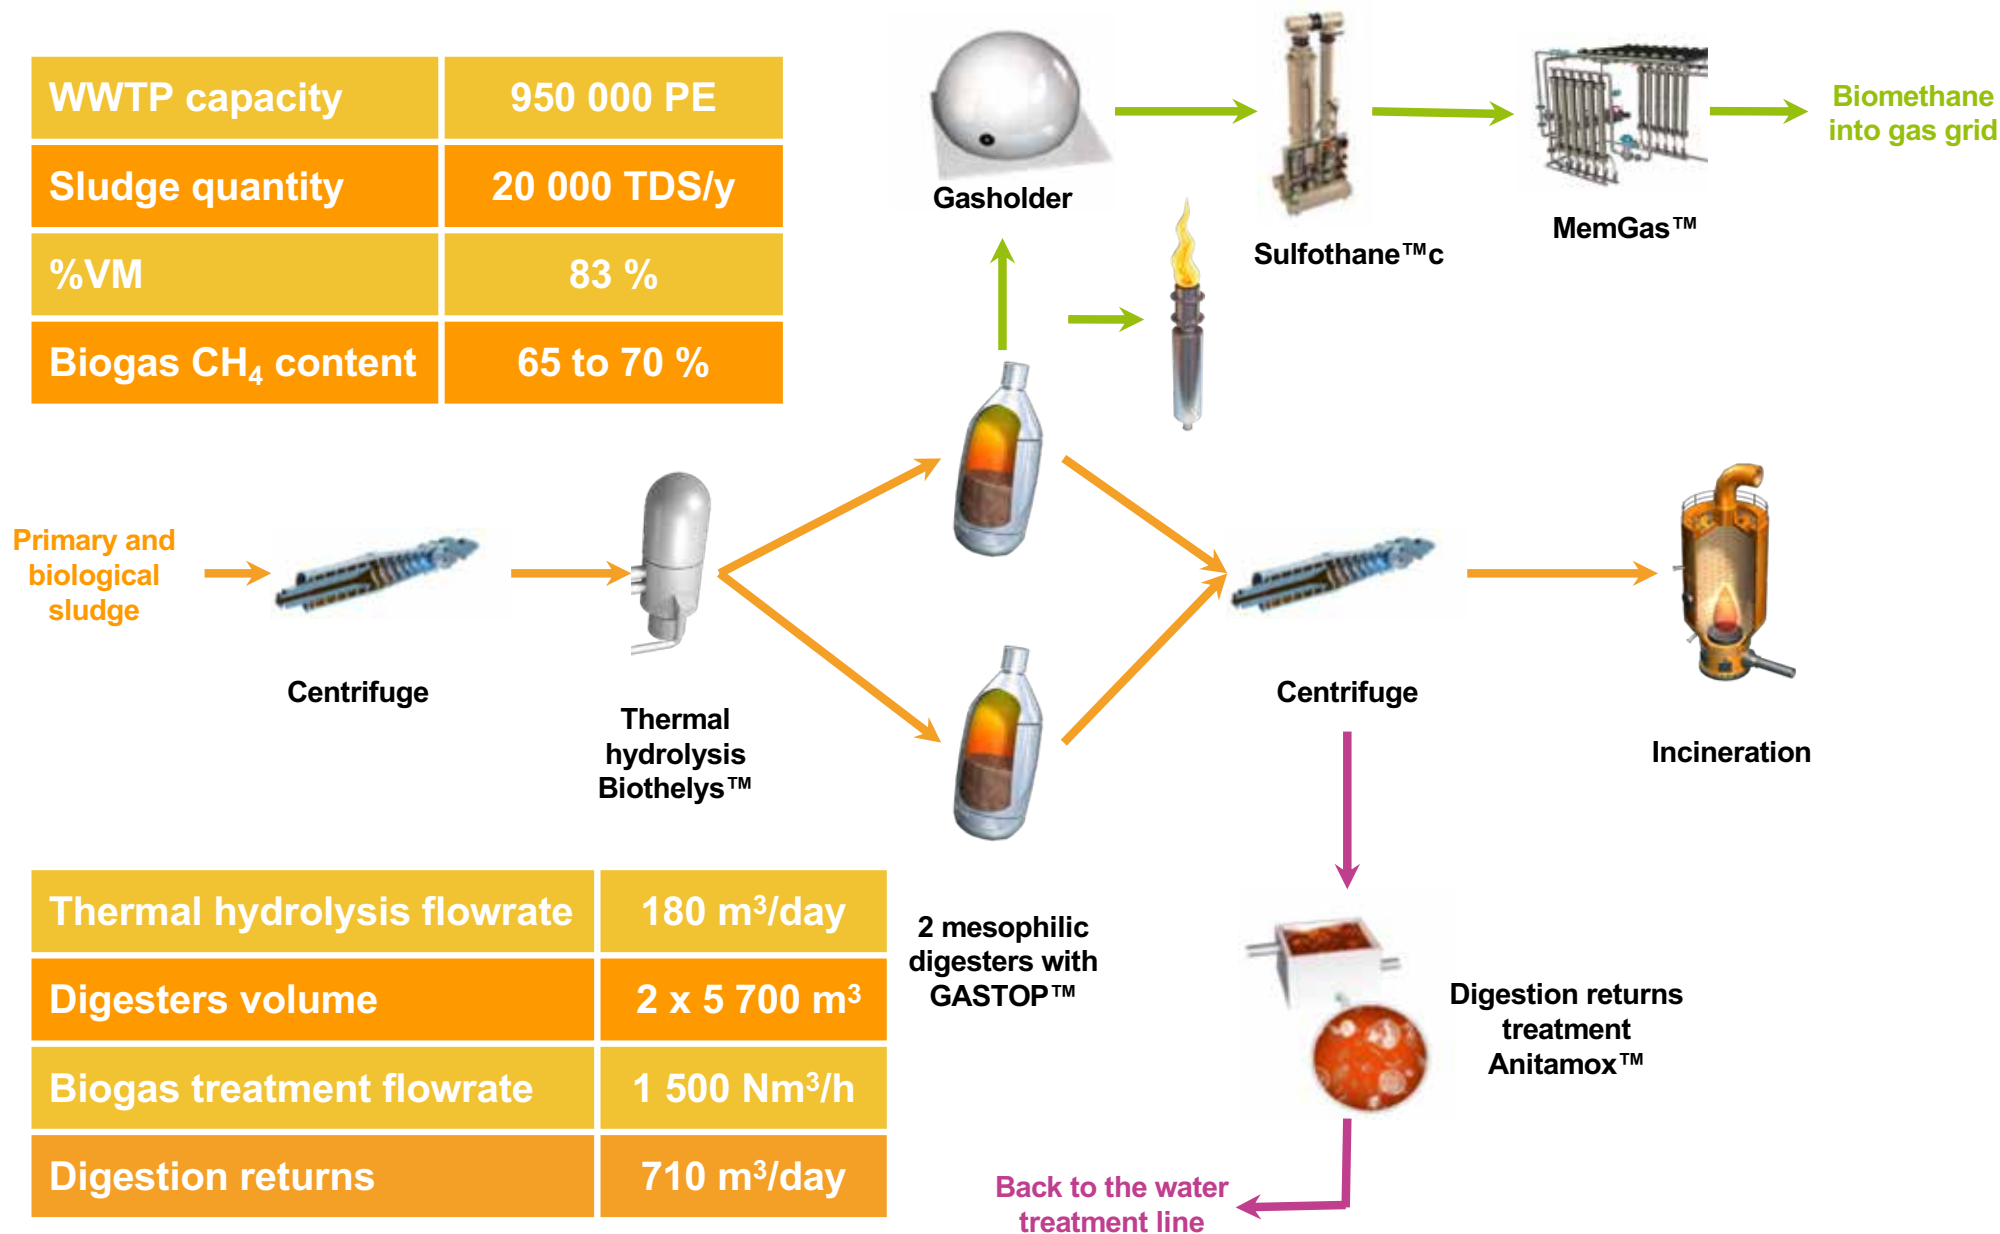 WWTP capacity 950 000 PE
Sludge quantity 20 000 TDS/y
%VM 83 %
Biogas CH₄ content 65 to 70 %
Gasholder
Sulfothane™c
MemGas™
Biomethane
into gas grid
Primary and
biological
sludge
Centrifuge
Thermal
hydrolysis
Biothelys™
Centrifuge
Incineration
2 mesophilic
digesters with
GASTOP™
Thermal hydrolysis flowrate 180 m³/day
Digesters volume 2 x 5 700 m³
Biogas treatment flowrate 1 500 Nm³/h
Digestion returns 710 m³/day
Digestion returns
treatment
Anitamox™
Back to the water
treatment line